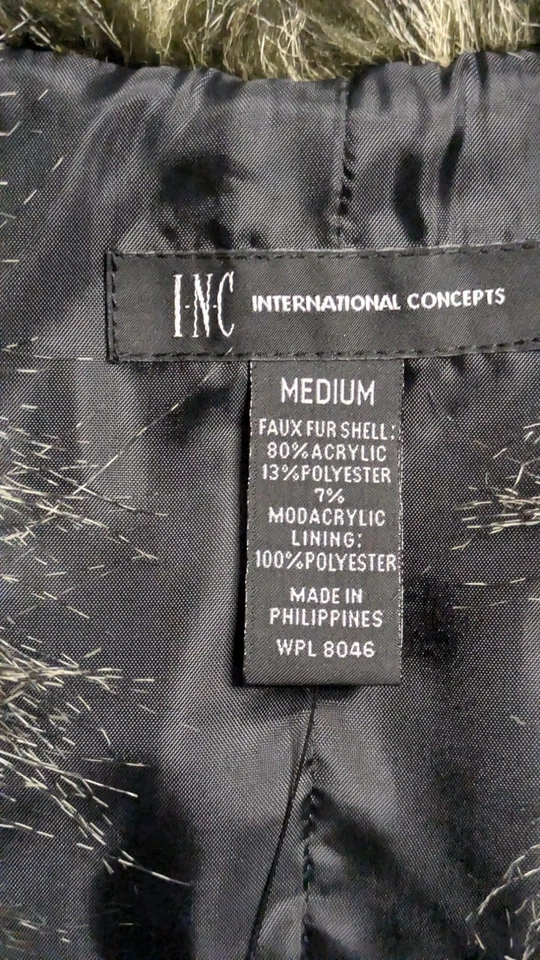 I·N·C INTERNATIONAL CONCEPTS
MEDIUM
FAUX FUR SHELL:
80%ACRYLIC
13%POLYESTER
7%
MODACRYLIC
LINING:
100%POLYESTER
MADE IN
PHILIPPINES
WPL 8046